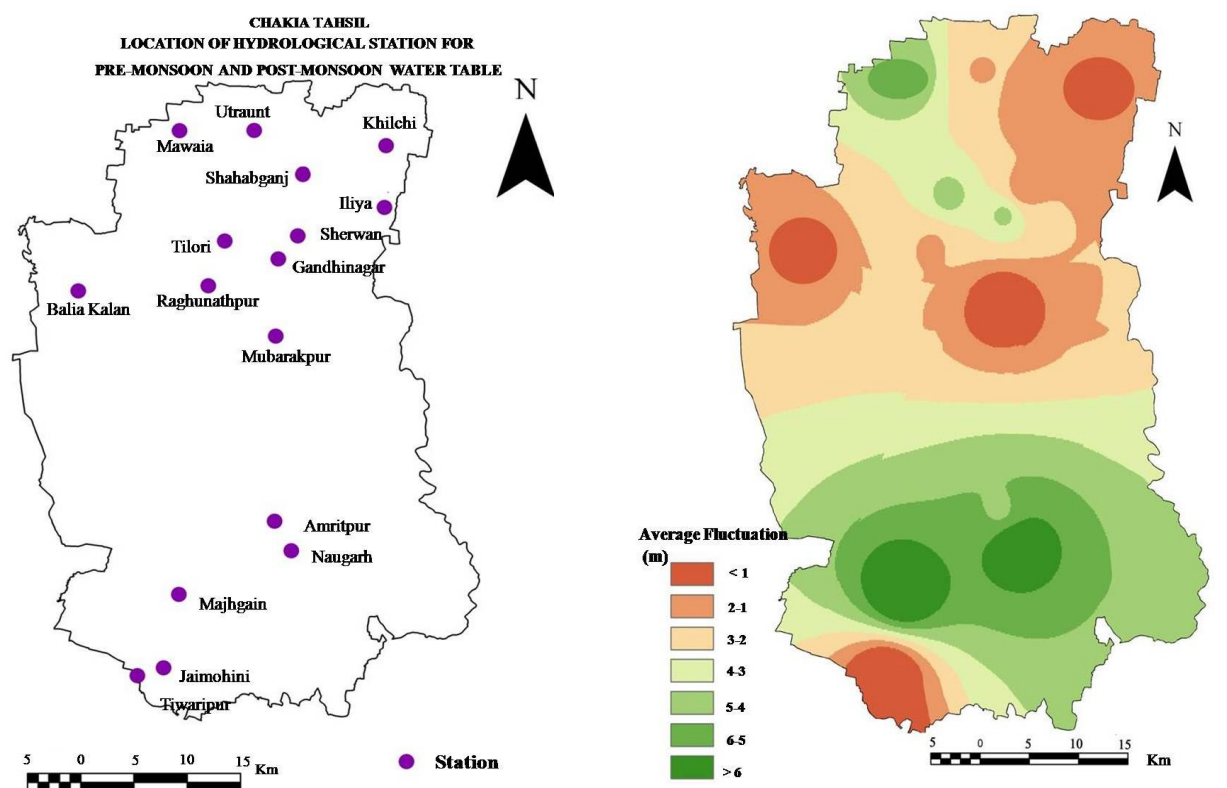 CHAKIA TAHSIL
LOCATION OF HYDROLOGICAL STATION FOR
PRE-MONSOON AND POST-MONSOON WATER TABLE
N
Utraunt
Khilchi
Mawaia
Shahabganj
Iliya
Sherwan
Tilori
Gandhinagar
Raghunathpur
Balia Kalan
Mubarakpur
Amritpur
Naugarh
Majhgain
Jaimohini
Tiwaripur
Station
5 0 5 10 15
Km
N
Average Fluctuation
(m)
< 1
2-1
3-2
4-3
5-4
6-5
> 6
5 0 5 10 15
Km